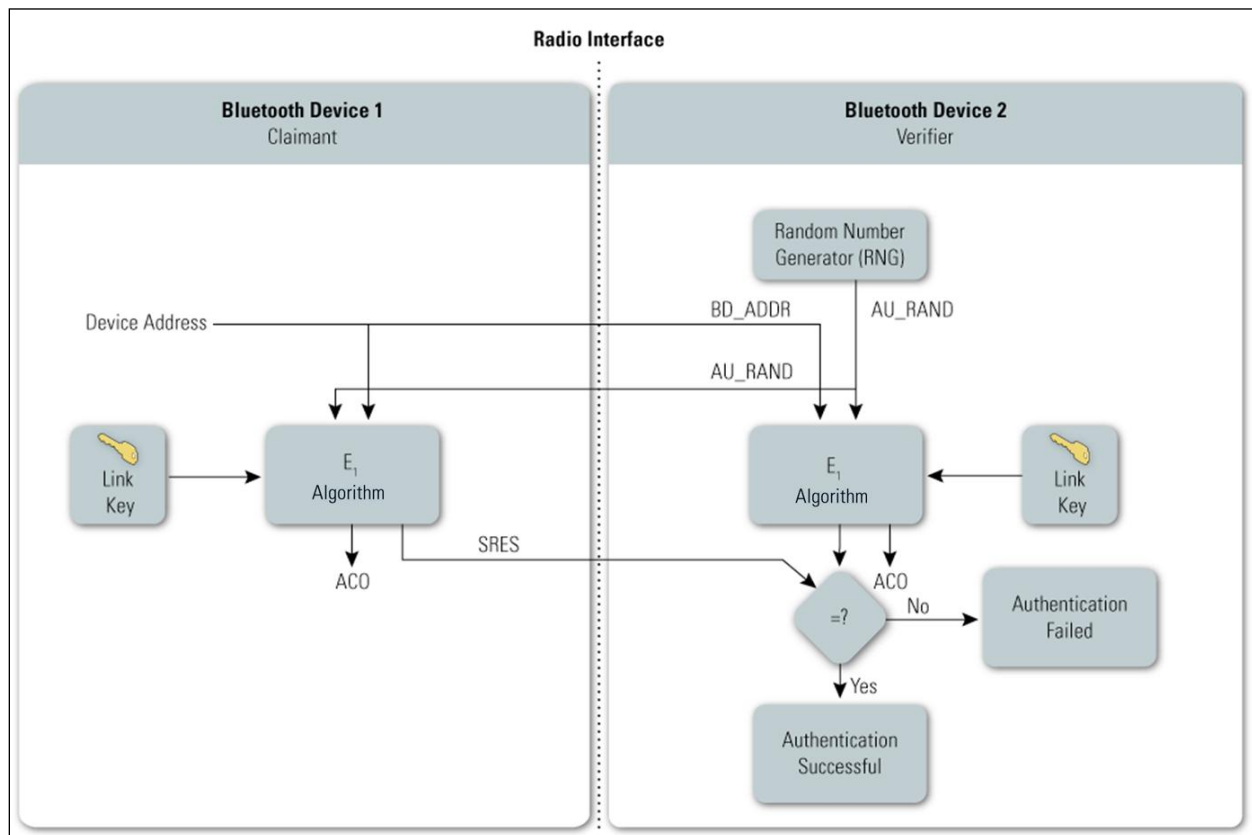 Radio Interface
Bluetooth Device 1
Claimant
Bluetooth Device 2
Verifier
Random Number
Generator (RNG)
Device Address
BD_ADDR
AU_RAND
AU_RAND
Link
Key
E1
Algorithm
E1
Algorithm
Link
Key
SRES
ACO
ACO
=?
No
Authentication
Failed
Yes
Authentication
Successful